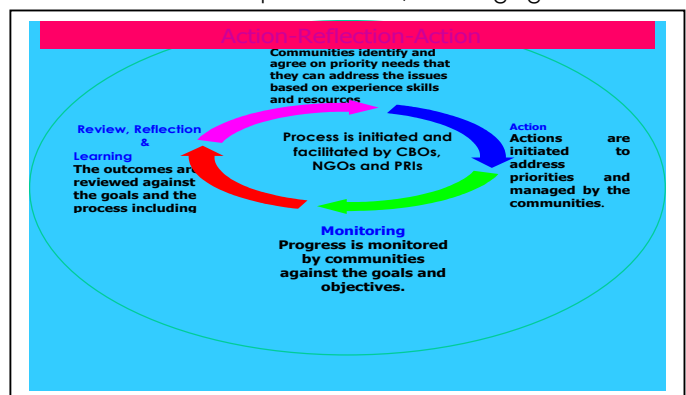 Action-Reflection-Action
Communities identify and
agree on priority needs that
they can address the issues
based on experience skills
and resources
Process is initiated and
facilitated by CBOs,
NGOs and PRIs
Action
Actions are
initiated to
address
priorities and
managed by the
communities.
Monitoring
Progress is monitored
by communities
against the goals and
objectives.
Review, Reflection
&
Learning
The outcomes are
reviewed against
the goals and the
process including